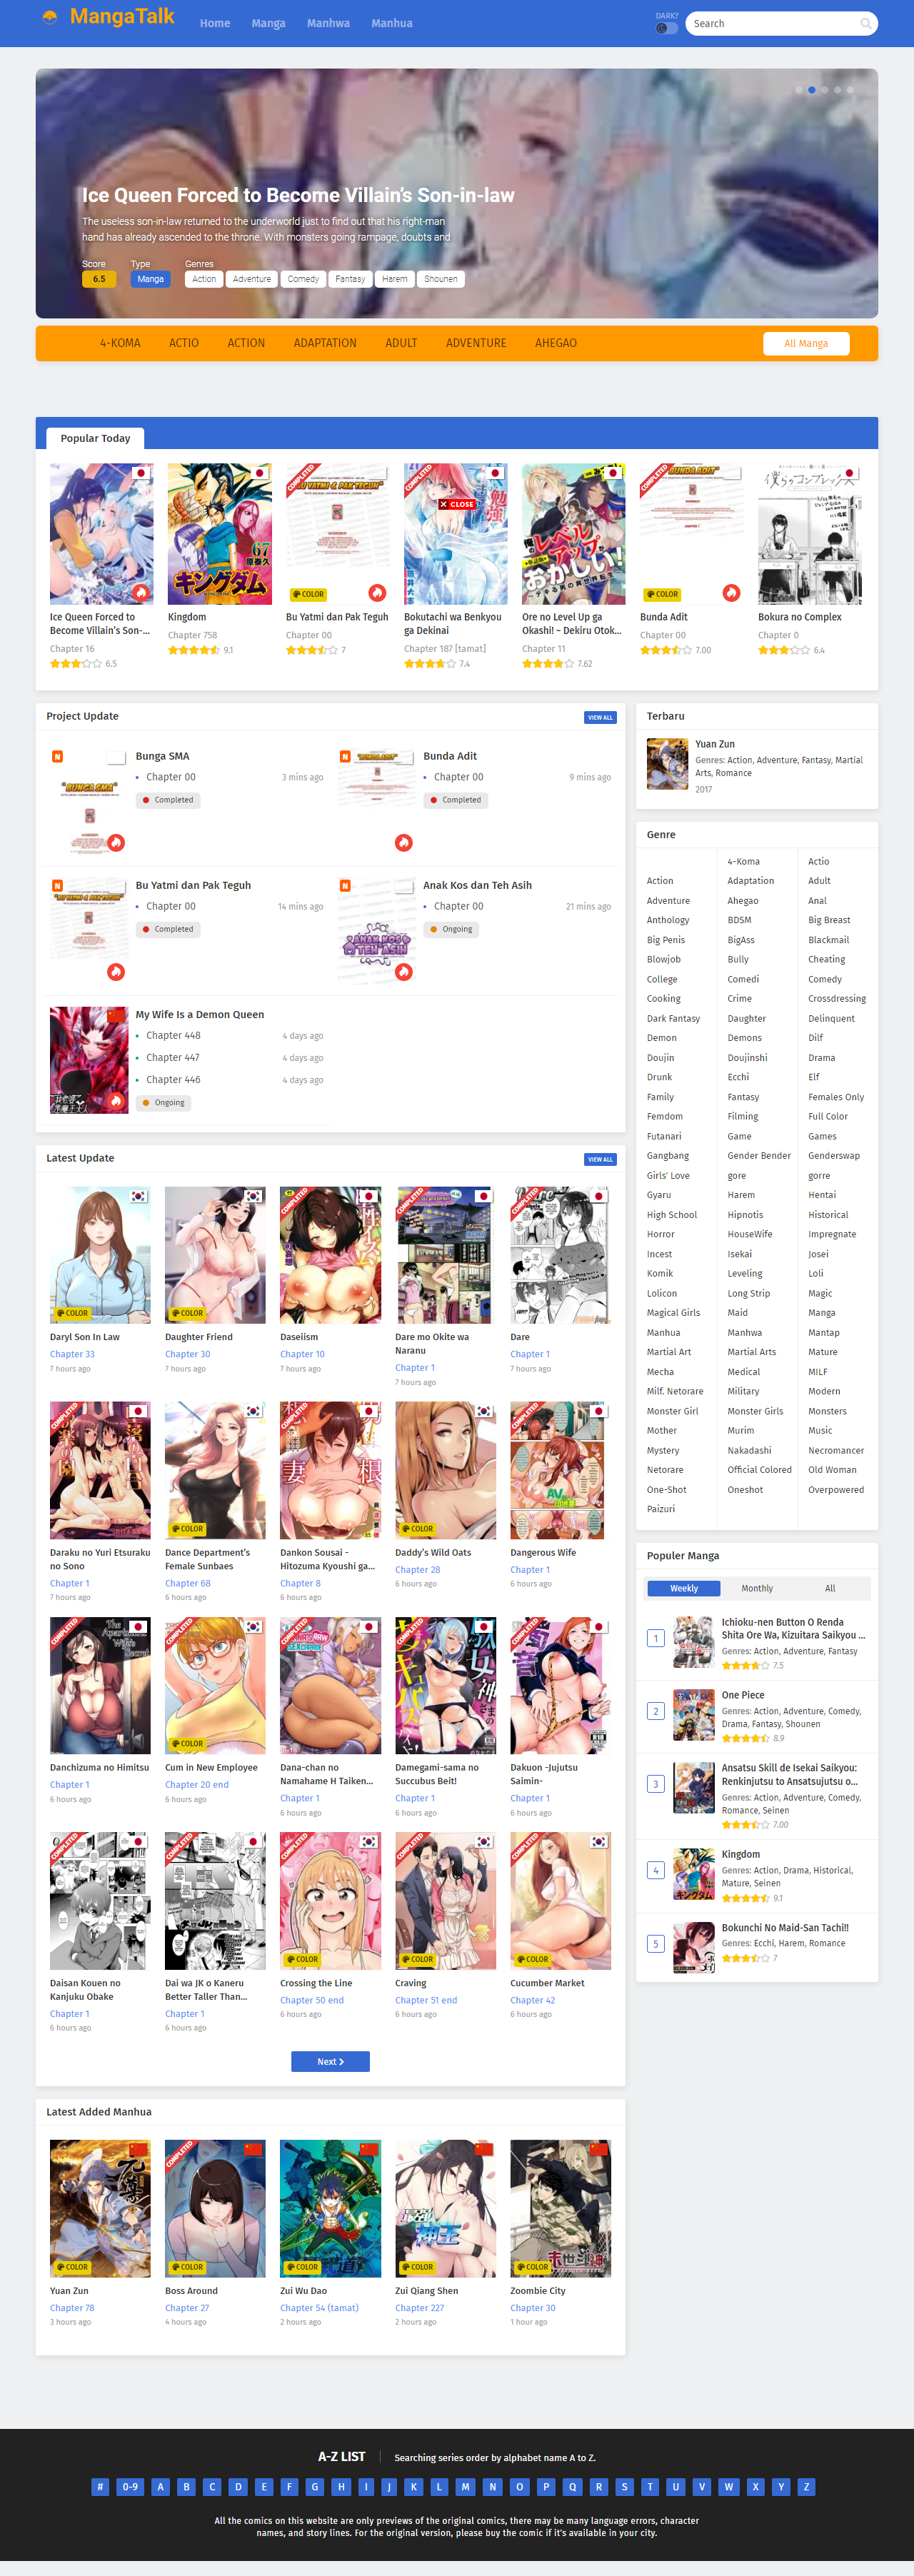 MangaTalk
Home Manga Manhwa Manhua
DARK?
Search
Ice Queen Forced to Become Villain's Son-in-law
The useless son-in-law returned to the underworld just to find out that his right-man
hand has already ascended to the throne. With monsters going rampage, doubts and
Score Type Genres
6.5 Manga Action Adventure Comedy Fantasy Harem Shounen
4-KOMA ACTIO ACTION ADAPTATION ADULT ADVENTURE AHEGAO
All Manga
Popular Today
COMPLETED
CLOSE
COLOR
Ice Queen Forced to
Become Villain's Son-...
Chapter 16
6.5
Kingdom
Chapter 758
9.1
Bu Yatmi dan Pak Teguh
Chapter 00
7
Bokutachi wa Benkyou
ga Dekinai
Chapter 187 [tamat]
7.4
Ore no Level Up ga
Okashi! ~ Dekiru Otok...
Chapter 11
7.62
Bunda Adit
Chapter 00
7.00
Bokura no Complex
Chapter 0
6.4
Project Update
VIEW ALL
Bunga SMA
Chapter 00 3 mins ago
Completed
Bunda Adit
Chapter 00 9 mins ago
Completed
Bu Yatmi dan Pak Teguh
Chapter 00 14 mins ago
Completed
Anak Kos dan Teh Asih
Chapter 00 21 mins ago
Ongoing
My Wife Is a Demon Queen
Chapter 448 4 days ago
Chapter 447 4 days ago
Chapter 446 4 days ago
Ongoing
Latest Update
VIEW ALL
Daryl Son In Law
Chapter 33
7 hours ago
Daughter Friend
Chapter 30
7 hours ago
Daseiism
Chapter 10
7 hours ago
Dare mo Okite wa
Naranu
Chapter 1
7 hours ago
Dare
Chapter 1
7 hours ago
Daraku no Yuri Etsuraku
no Sono
Chapter 1
7 hours ago
Dance Department's
Female Sunbaes
Chapter 68
6 hours ago
Dankon Sousai -
Hitozuma Kyoushi ga...
Chapter 8
6 hours ago
Daddy's Wild Oats
Chapter 28
6 hours ago
Dangerous Wife
Chapter 1
6 hours ago
Danchizuma no Himitsu
Chapter 1
6 hours ago
Cum in New Employee
Chapter 20 end
6 hours ago
Dana-chan no
Namahame H Taiken...
Chapter 1
6 hours ago
Damegami-sama no
Succubus Beit!
Chapter 1
6 hours ago
Dakuon -Jujutsu
Saimin-
Chapter 1
6 hours ago
Daisan Kouen no
Kanjuku Obake
Chapter 1
6 hours ago
Dai wa JK o Kaneru
Better Taller Than...
Chapter 1
6 hours ago
Crossing the Line
Chapter 50 end
6 hours ago
Craving
Chapter 51 end
6 hours ago
Cucumber Market
Chapter 42
6 hours ago
Next
Latest Added Manhua
Yuan Zun
Chapter 78
3 hours ago
Boss Around
Chapter 27
4 hours ago
Zui Wu Dao
Chapter 54 (tamat)
2 hours ago
Zui Qiang Shen
Chapter 227
2 hours ago
Zoombie City
Chapter 30
1 hour ago
Terbaru
Yuan Zun
Genres: Action, Adventure, Fantasy, Martial
Arts, Romance
2017
Genre
4-Koma Actio
Action Adaptation Adult
Adventure Ahegao Anal
Anthology BDSM Big Breast
Big Penis BigAss Blackmail
Blowjob Bully Cheating
College Comedi Comedy
Cooking Crime Crossdressing
Dark Fantasy Daughter Delinquent
Demon Demons Dilf
Doujin Doujinshi Drama
Drunk Ecchi Elf
Family Fantasy Females Only
Femdom Filming Full Color
Futanari Game Games
Gangbang Gender Bender Genderswap
Girls' Love gore gorre
Gyaru Harem Hentai
High School Hipnotis Historical
Horror HouseWife Impregnate
Incest Isekai Josei
Komik Leveling Loli
Lolicon Long Strip Magic
Magical Girls Maid Manga
Manhua Manhwa Mantap
Martial Art Martial Arts Mature
Mecha Medical MILF
Milf. Netorare Military Modern
Monster Girl Monster Girls Monsters
Mother Murim Music
Mystery Nakadashi Necromancer
Netorare Official Colored Old Woman
One-Shot Oneshot Overpowered
Paizuri
Populer Manga
Weekly Monthly All
1
Ichioku-nen Button O Renda
Shita Ore Wa, Kizuitara Saikyou ...
Genres: Action, Adventure, Fantasy
7.5
2
One Piece
Genres: Action, Adventure, Comedy,
Drama, Fantasy, Shounen
8.9
3
Ansatsu Skill de Isekai Saikyou:
Renkinjutsu to Ansatsujutsu o...
Genres: Action, Adventure, Comedy,
Romance, Seinen
7.00
4
Kingdom
Genres: Action, Drama, Historical,
Mature, Seinen
9.1
5
Bokunchi No Maid-San Tachi!!
Genres: Ecchi, Harem, Romance
7
A-Z LIST Searching series order by alphabet name A to Z.
# 0-9 A B C D E F G H I J K L M N O P Q R S T U V W X Y Z
All the comics on this website are only previews of the original comics, there may be many language errors, character
names, and story lines. For the original version, please buy the comic if it's available in your city.